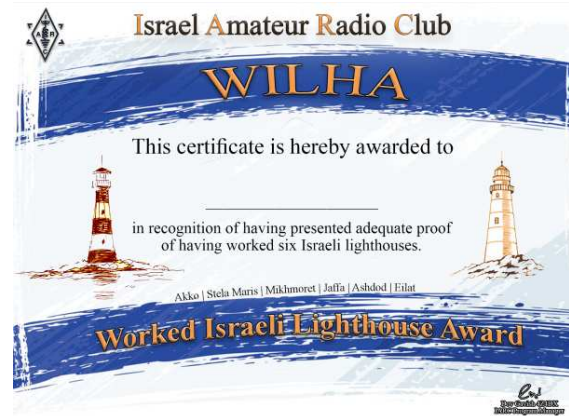 Israel Amateur Radio Club
WILHA
This certificate is hereby awarded to
in recognition of having presented adequate proof
of having worked six Israeli lighthouses.
Akko | Stela Maris | Mikhmoret | Jaffa | Ashdod | Eilat
Worked Israeli Lighthouse Award